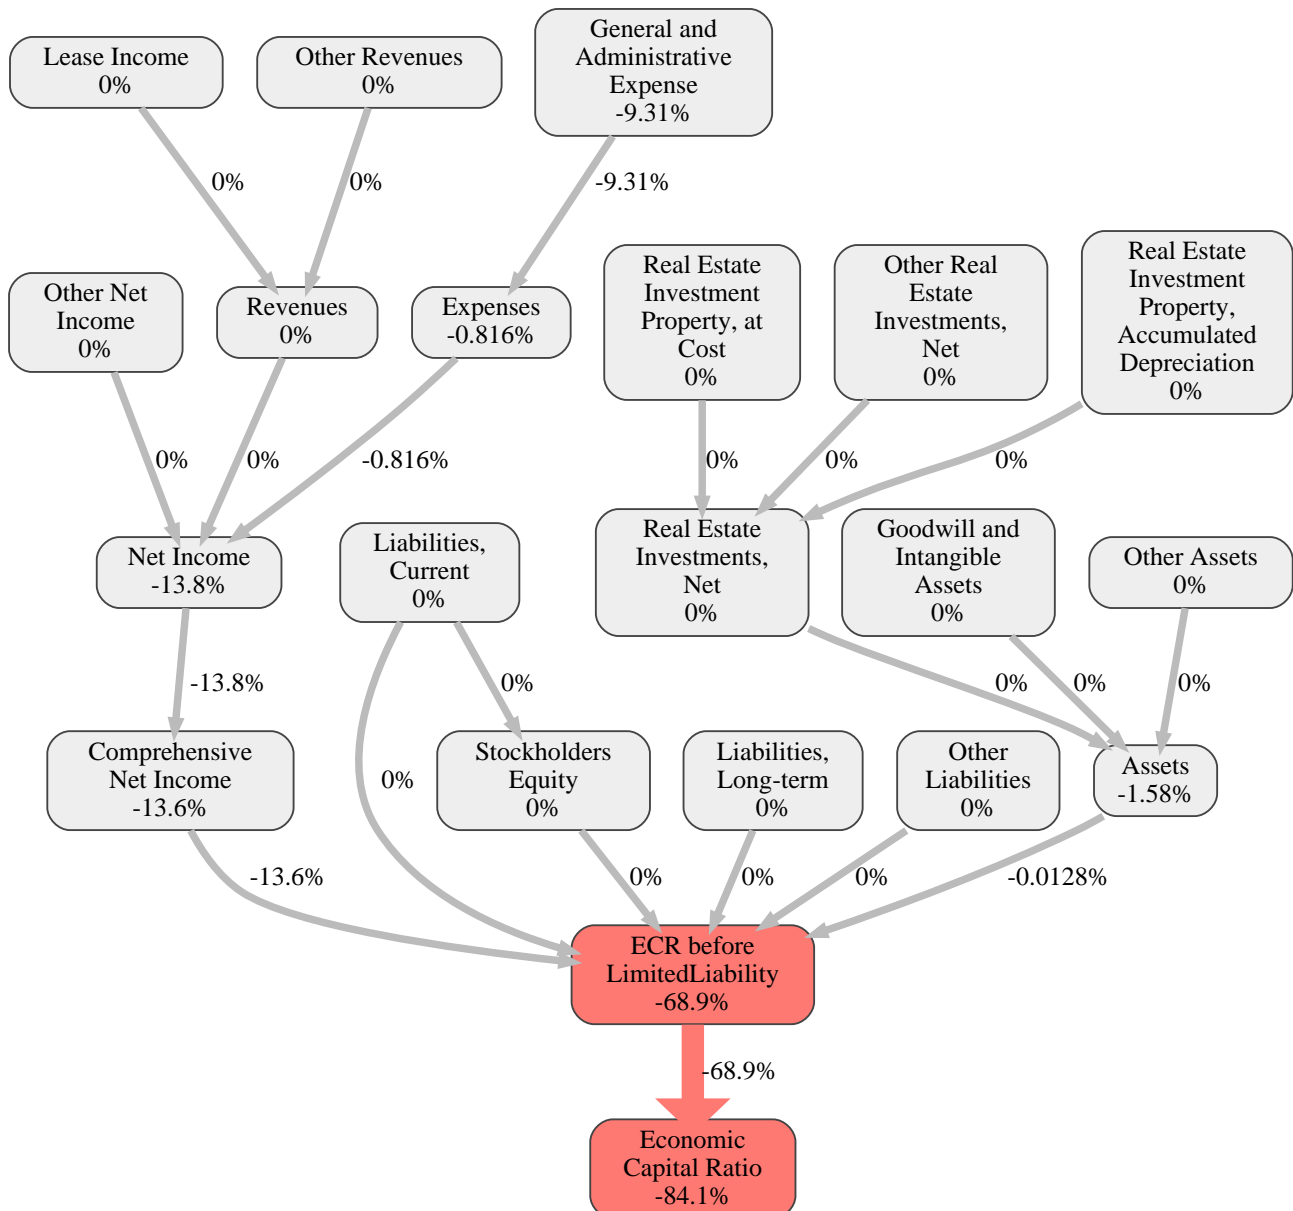 Lease Income
0%
Other Revenues
0%
General and
Administrative
Expense
-9.31%
0%
0%
-9.31%
Other Net
Income
0%
Revenues
0%
Expenses
-0.816%
Real Estate
Investment
Property, at
Cost
0%
Other Real
Estate
Investments,
Net
0%
Real Estate
Investment
Property,
Accumulated
Depreciation
0%
0%
0%
-0.816%
0%
0%
0%
Net Income
-13.8%
Liabilities,
Current
0%
Real Estate
Investments,
Net
0%
Goodwill and
Intangible
Assets
0%
Other Assets
0%
-13.8%
0%
0%
0%
0%
0%
Comprehensive
Net Income
-13.6%
Stockholders
Equity
0%
Liabilities,
Long-term
0%
Other
Liabilities
0%
Assets
-1.58%
-13.6%
0%
0%
0%
-0.0128%
ECR before
LimitedLiability
-68.9%
-68.9%
Economic
Capital Ratio
-84.1%